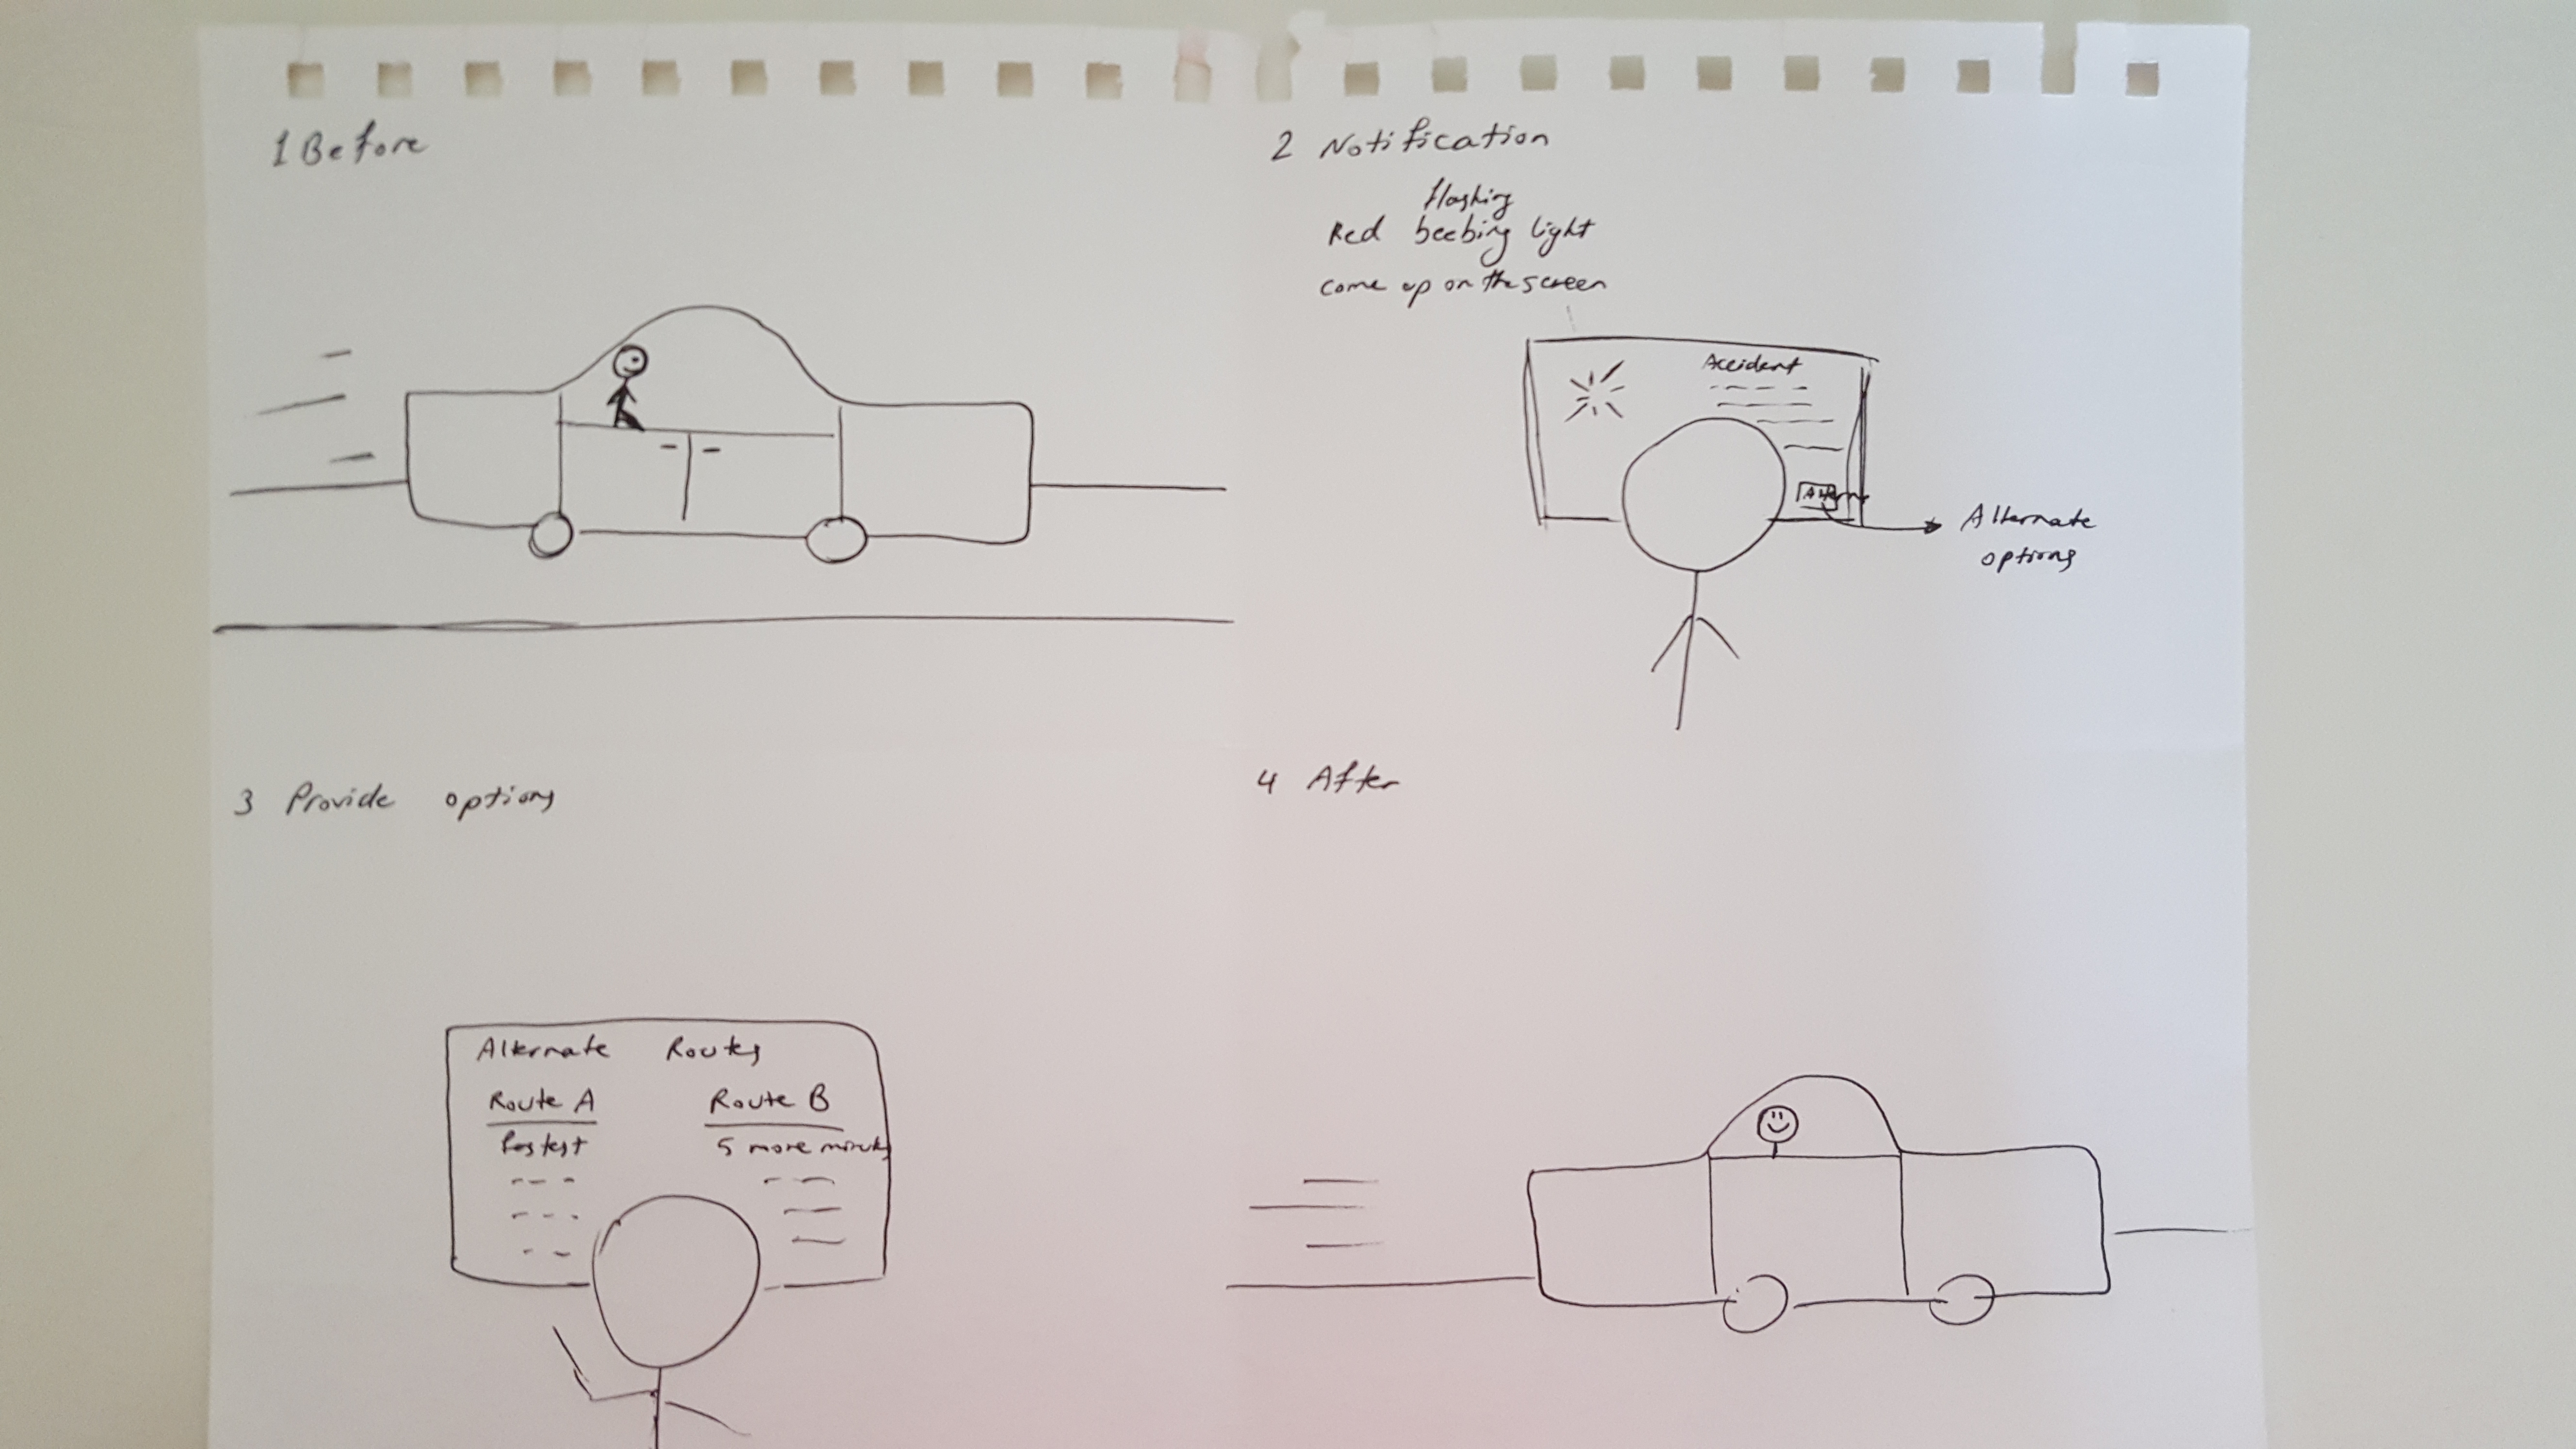 1 Before
2 Notification
flashing
Red beebing light
come up on the screen
Accident
Altern
Alternate
options
3 Provide options
4 After
Alternate Routes
Route A
Route B
fastest
5 more minutes